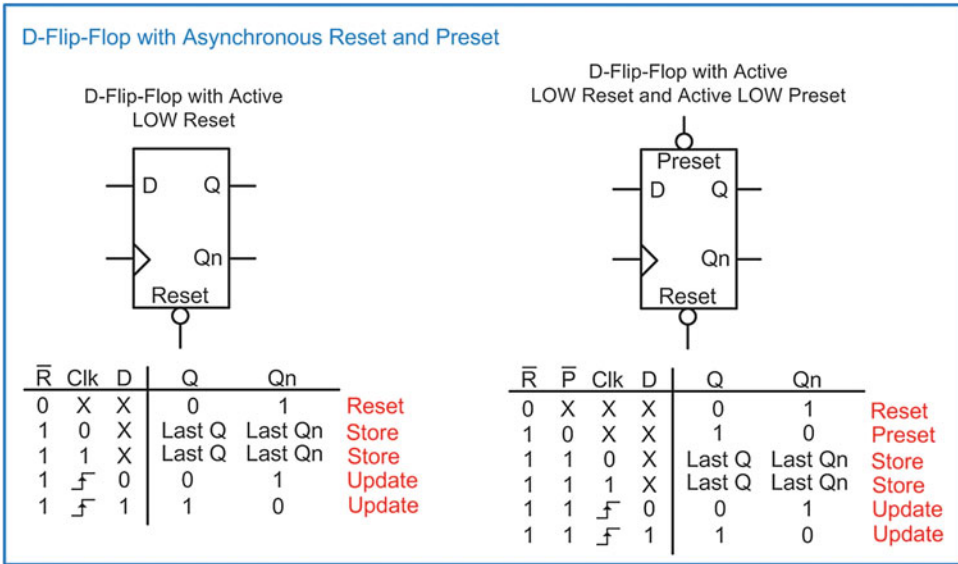 D-Flip-Flop with Asynchronous Reset and Preset
D-Flip-Flop with Active
LOW Reset
D Q
Qn
Reset
R̅ Clk D Q Qn
0 X X 0 1 Reset
1 0 X Last Q Last Qn Store
1 1 X Last Q Last Qn Store
1 0 0 1 Update
1 1 1 0 Update
D-Flip-Flop with Active
LOW Reset and Active LOW Preset
Preset
D Q
Qn
Reset
R̅ P̅ Clk D Q Qn
0 X X X 0 1 Reset
1 0 X X 1 0 Preset
1 1 0 X Last Q Last Qn Store
1 1 1 X Last Q Last Qn Store
1 1 0 0 1 Update
1 1 1 1 0 Update